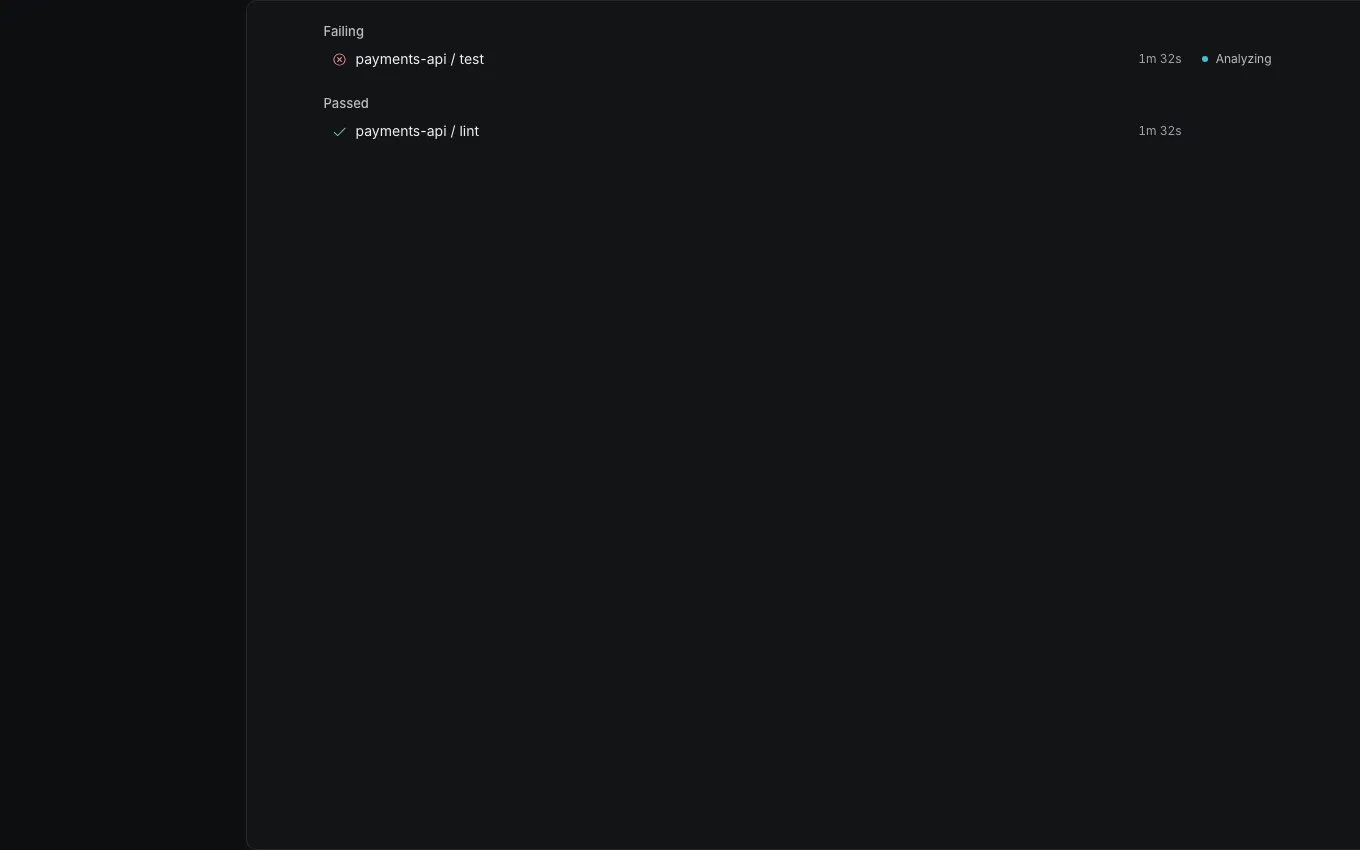 Failing
payments-api / test 1m 32s Analyzing
Passed
payments-api / lint 1m 32s